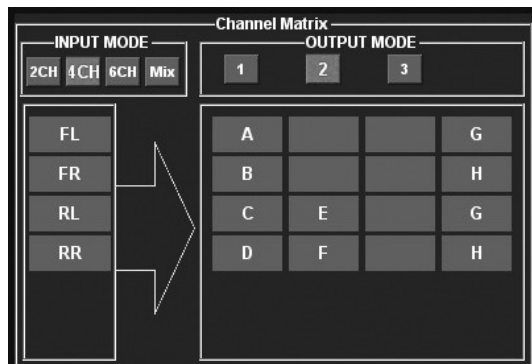 Channel Matrix
INPUT MODE
OUTPUT MODE
2CH 4CH 6CH Mix
1 2 3
FL A G
FR B H
RL C E G
RR D F H